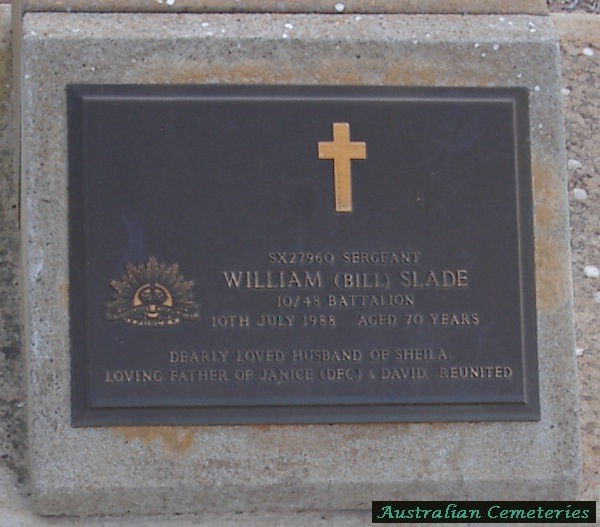 SX27960 SERGEANT
WILLIAM (BILL) SLADE
10/48 BATTALION
10TH JULY 1988 AGED 70 YEARS
DEARLY LOVED HUSBAND OF SHEILA.
LOVING FATHER OF JANICE (DEC) & DAVID. REUNITED
Australian Cemeteries